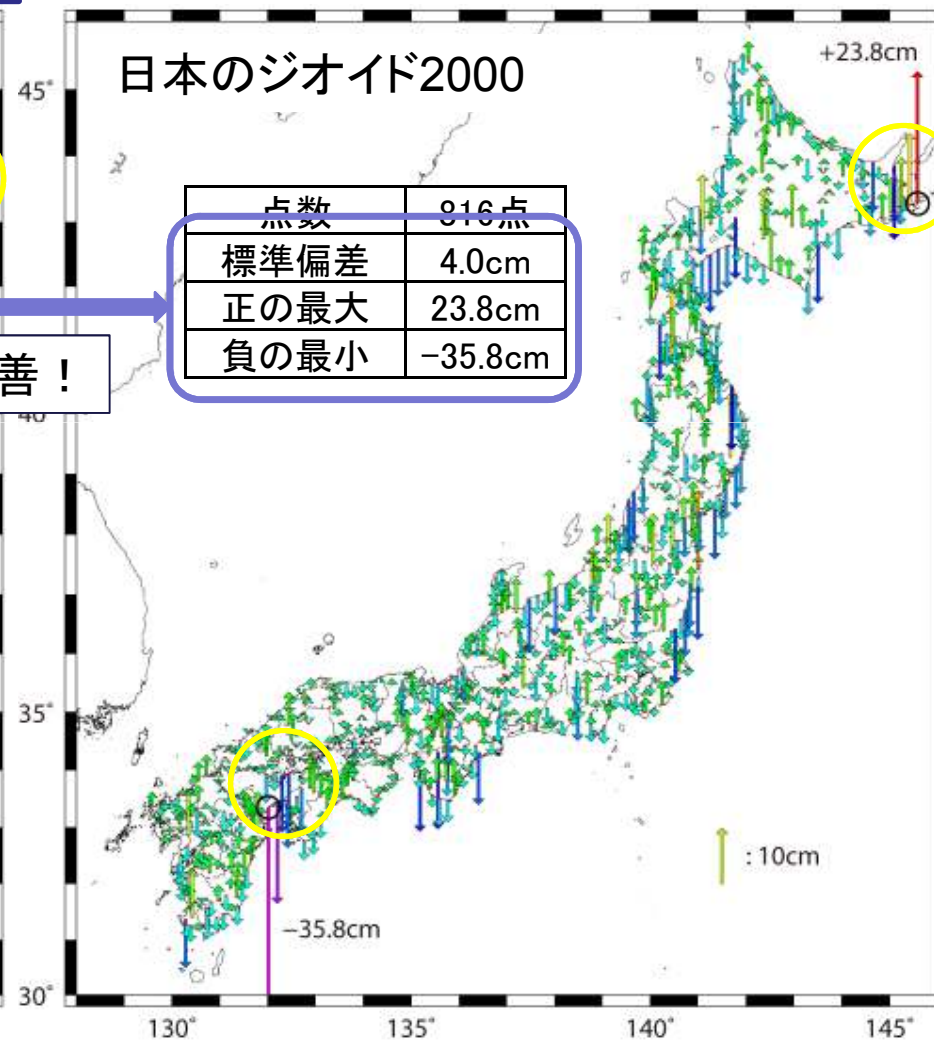 日本のジオイド2000
+23.8cm
45°
点数 816点
標準偏差 4.0cm
正の最大 23.8cm
負の最小 −35.8cm
善！
40
35°
: 10cm
−35.8cm
30°
130° 135° 140° 145°